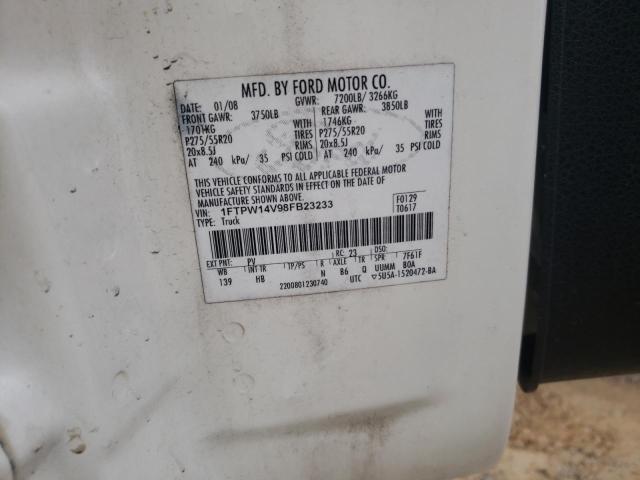 MFD. BY FORD MOTOR CO.
DATE: 01/08 GVWR: 7200LB/ 3266KG
FRONT GAWR: 3750LB REAR GAWR: 3850LB
1701KG WITH 1746KG WITH
P275/55R20 TIRES P275/55R20 TIRES
20x8.5J RIMS 20x8.5J RIMS
AT 240 kPa/ 35 PSI COLD AT 240 kPa/ 35 PSI COLD
THIS VEHICLE CONFORMS TO ALL APPLICABLE FEDERAL MOTOR
VEHICLE SAFETY STANDARDS IN EFFECT ON THE DATE OF
MANUFACTURE SHOWN ABOVE.
VIN: 1FTPW14V98FB23233 F0129
TYPE: Truck T0617
EXT PNT: PV RC: 23 DSO:
WB INT TR TP/PS R AXLE TR SPR 7F61F
139 HB N B6 Q UUMM B0A
2200801230740 UTC ▽5U5A-1520472-BA